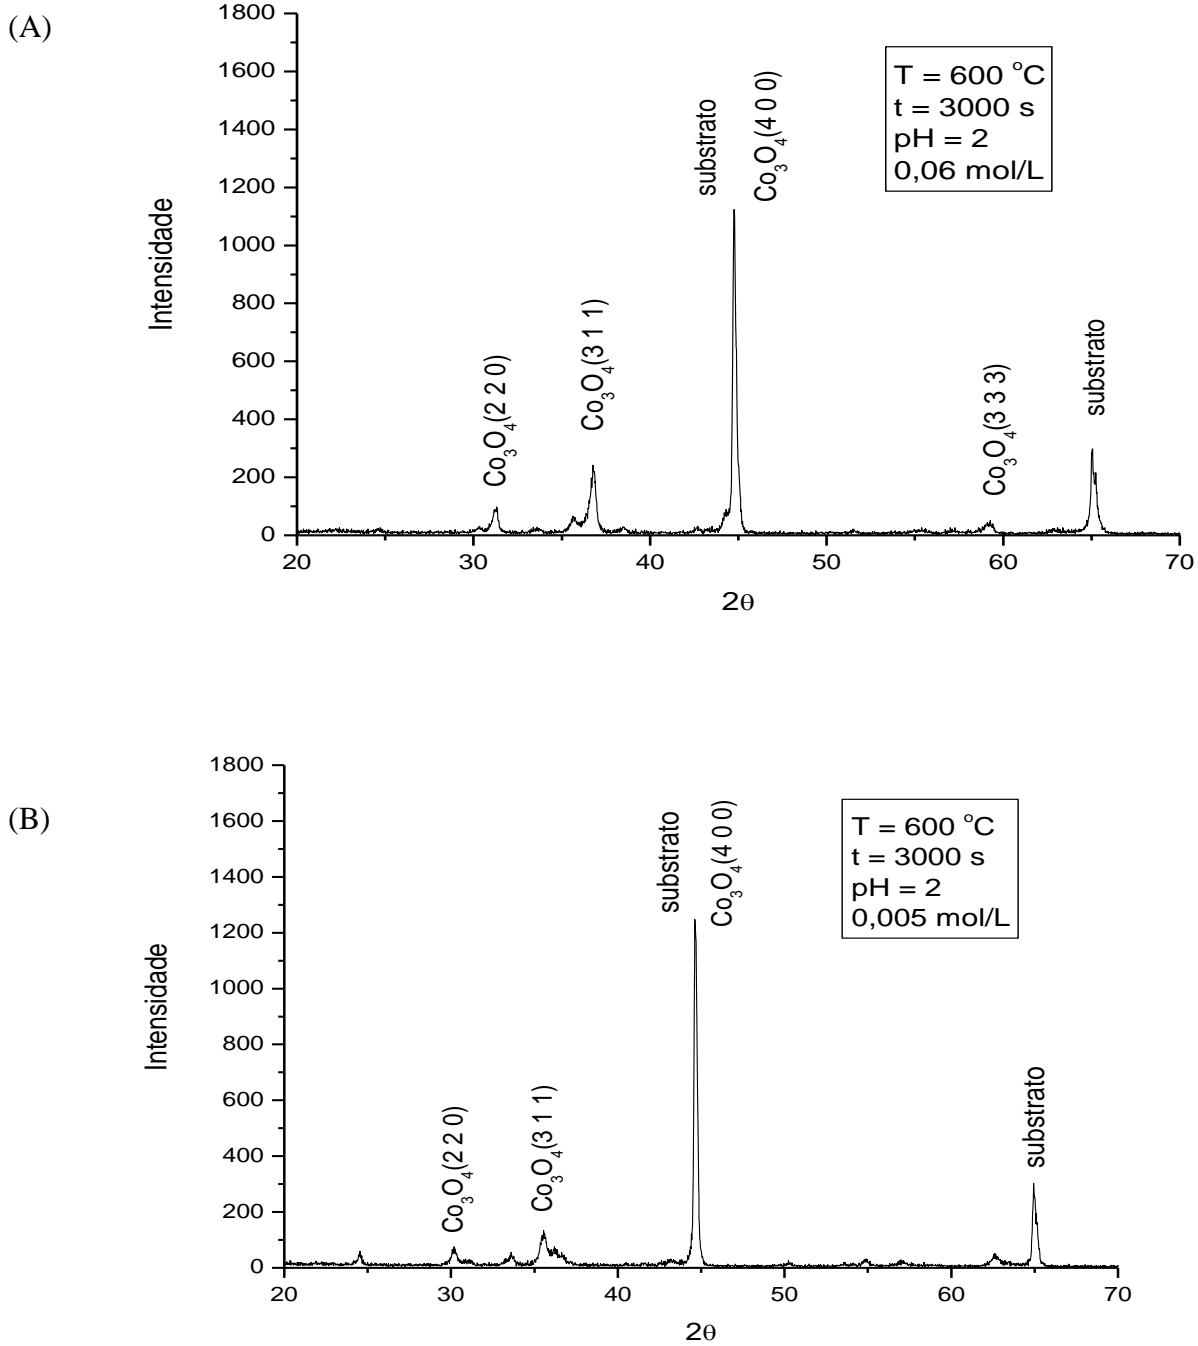 (A)
1800
1600
1400
1200
1000
800
600
400
200
0
Intensidade
Co3O4(2 2 0)
Co3O4(3 1 1)
substrato
Co3O4(4 0 0)
Co3O4(3 3 3)
substrato
T = 600 °C
t = 3000 s
pH = 2
0,06 mol/L
20 30 40 50 60 70
2θ
(B)
1800
1600
1400
1200
1000
800
600
400
200
0
Intensidade
Co3O4(2 2 0)
Co3O4(3 1 1)
substrato
Co3O4(4 0 0)
substrato
T = 600 °C
t = 3000 s
pH = 2
0,005 mol/L
20 30 40 50 60 70
2θ